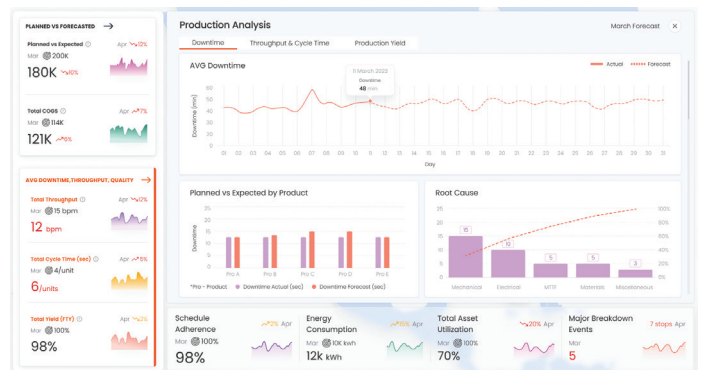 PLANNED VS FORECASTED →
Planned vs Expected
Apr 12%
Mar 200K
180K 10%
Total COGS
Apr 7%
Mar 114K
121K 6%
AVG DOWNTIME,THROUGHPUT, QUALITY →
Total Throughput
Apr 17%
Mar 15 bpm
12 bpm
Total Cycle Time (sec)
Apr 5%
Mar 4/unit
6/units
Total Yield (FTY)
Apr 2%
Mar 100%
98%
Production Analysis
March Forecast ×
Downtime Throughput & Cycle Time Production Yield
AVG Downtime
Actual Forecast
11 March 2023
Downtime
48 min
Downtime (min)
60
50
40
30
20
0
01 02 03 04 05 06 07 08 09 10 11 12 13 14 15 16 17 18 19 20 21 22 23 24 25 26 27 28 29 30 31
Day
Planned vs Expected by Product
Downtime
25
20
15
10
5
0
Pro A Pro B Pro C Pro D Pro E
*Pro - Product Downtime Actual (sec) Downtime Forecast (sec)
Root Cause
25
20
15
10
5
0
100%
80%
60%
40%
20%
0%
15
10
5
5
3
Mechanical Electrical MTTF Materials Miscellaneous
Schedule
Adherence
2% Apr
Mar 100%
98%
Energy
Consumption
Apr
Mar 10K kwh
12k kWh
Total Asset
Utilization
20% Apr
Mar 100%
70%
Major Breakdown
Events
7 stops Apr
Mar
5